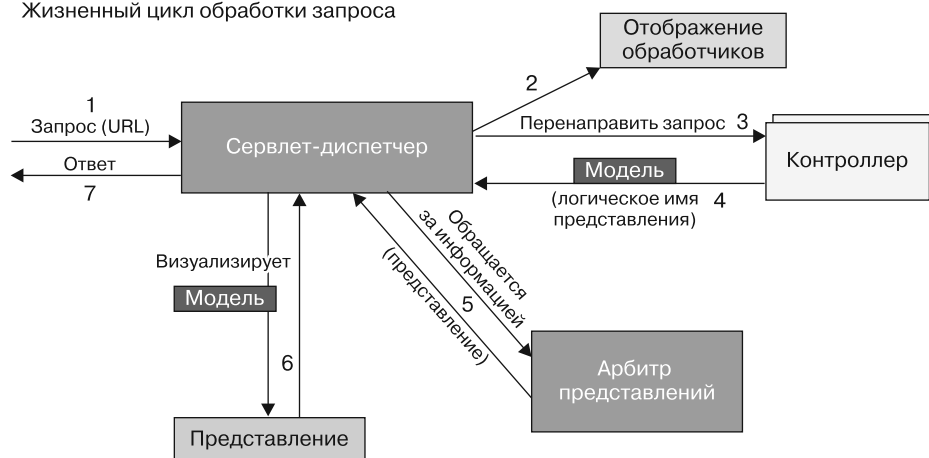 Жизненный цикл обработки запроса
Отображение
обработчиков
1
Запрос (URL)
Ответ
7
Сервлет-диспетчер
2
Перенаправить запрос 3
Контроллер
Модель
(логическое имя
представления)
4
Обращается
за информацией
5
(представление)
Визуализирует
Модель
6
Арбитр
представлений
Представление